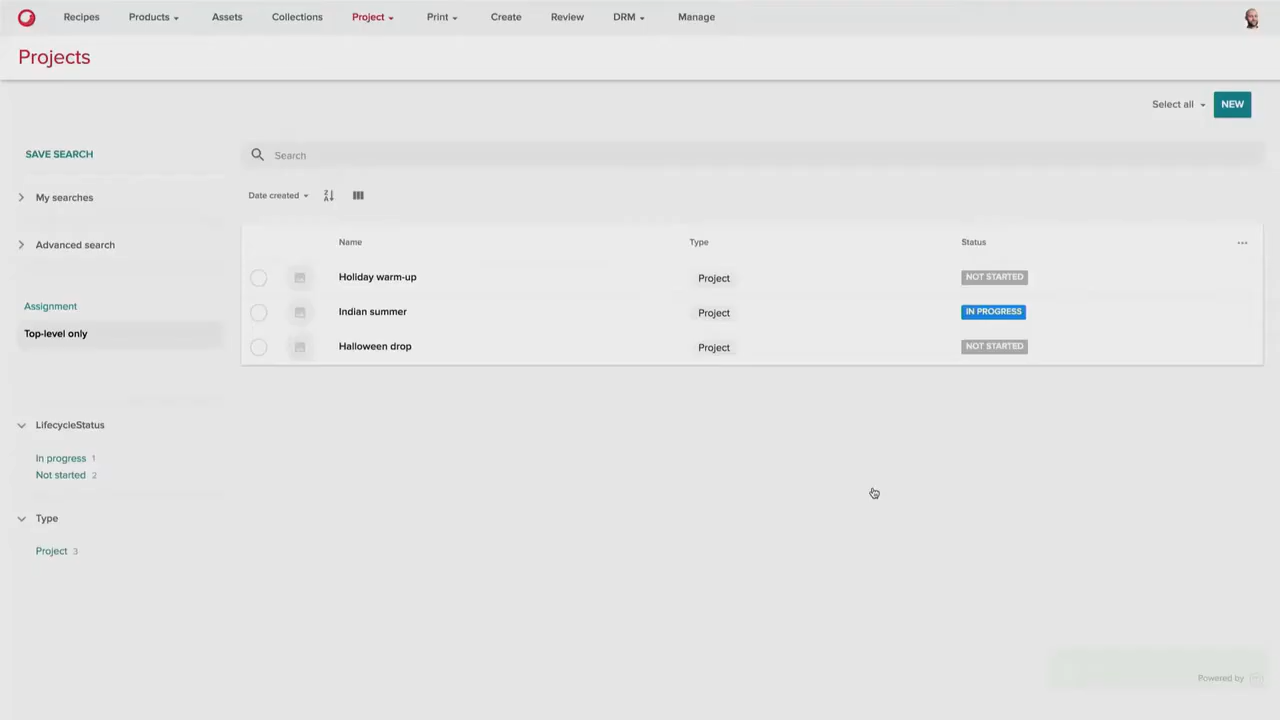 Recipes Products Assets Collections Project Print Create Review DRM Manage
Projects
Select all NEW
SAVE SEARCH
Search
My searches
Date created
Advanced search
Name Type Status
Holiday warm-up Project NOT STARTED
Indian summer Project IN PROGRESS
Halloween drop Project NOT STARTED
Assignment
Top-level only
LifecycleStatus
In progress 1
Not started 2
Type
Project 3
Powered by